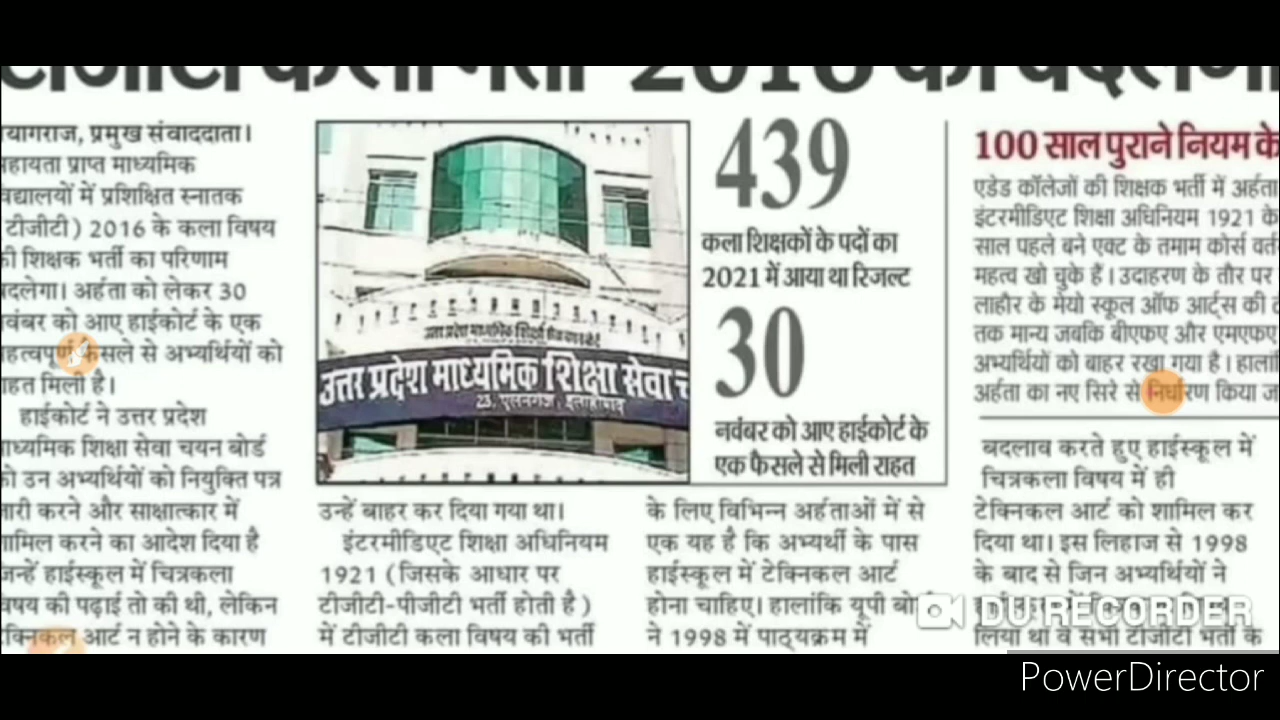 टीजीटी कला भर्ती 2016 का बदलेगा
यागराज, प्रमुख संवाददाता।
हायता प्राप्त माध्यमिक
वद्यालयों में प्रशिक्षित स्नातक
टीजीटी) 2016 के कला विषय
की शिक्षक भर्ती का परिणाम
बदलेगा। अर्हता को लेकर 30
नवंबर को आए हाईकोर्ट के एक
हत्वपूर्ण फैसले से अभ्यर्थियों को
ाहत मिली है।
हाईकोर्ट ने उत्तर प्रदेश
माध्यमिक शिक्षा सेवा चयन बोर्ड
को उन अभ्यर्थियों को नियुक्ति पत्र
जारी करने और साक्षात्कार में
शामिल करने का आदेश दिया है
जिन्हें हाईस्कूल में चित्रकला
विषय की पढ़ाई तो की थी, लेकिन
टेक्निकल आर्ट न होने के कारण
उत्तर प्रदेश माध्यमिक शिक्षा सेवा च
439
कला शिक्षकों के पदों का
2021 में आया था रिजल्ट
30
नवंबर को आए हाईकोर्ट के
एक फैसले से मिली राहत
उन्हें बाहर कर दिया गया था।
इंटरमीडिएट शिक्षा अधिनियम
1921 (जिसके आधार पर
टीजीटी-पीजीटी भर्ती होती है)
में टीजीटी कला विषय की भर्ती
के लिए विभिन्न अर्हताओं में से
एक यह है कि अभ्यर्थी के पास
हाईस्कूल में टेक्निकल आर्ट
होना चाहिए। हालांकि यूपी बो
ने 1998 में पाठ्यक्रम में
100 साल पुराने नियम के
एडेड कॉलेजों की शिक्षक भर्ती में अर्हता
इंटरमीडिएट शिक्षा अधिनियम 1921 के
साल पहले बने एक्ट के तमाम कोर्स वर्त
महत्व खो चुके हैं। उदाहरण के तौर पर
लाहौर के मेयो स्कूल ऑफ आर्ट्स की
तक मान्य जबकि बीएफए और एमएफए
अभ्यर्थियों को बाहर रखा गया है। हालां
अर्हता का नए सिरे से निर्धारण किया ज
बदलाव करते हुए हाईस्कूल में
चित्रकला विषय में ही
टेक्निकल आर्ट को शामिल कर
दिया था। इस लिहाज से 1998
के बाद से जिन अभ्यर्थियों ने
लिया था वे सभी टीजीटी भर्ती के
DU RECORDER
PowerDirector